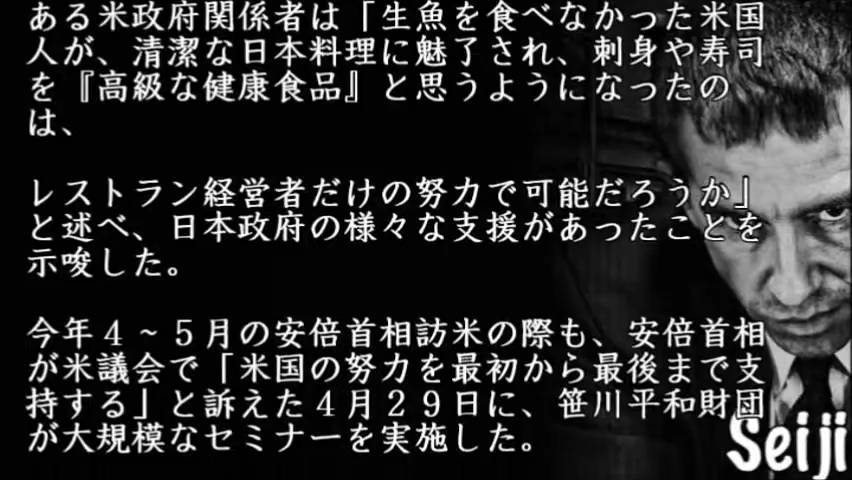 ある米政府関係者は「生魚を食べなかった米国
人が、清潔な日本料理に魅了され、刺身や寿司
を『高級な健康食品』と思うようになったの
は、
レストラン経営者だけの努力で可能だろうか」
と述べ、日本政府の様々な支援があったことを
示唆した。
今年４～５月の安倍首相訪米の際も、安倍首相
が米議会で「米国の努力を最初から最後まで支
持する」と訴えた４月２９日に、笹川平和財団
が大規模なセミナーを実施した。
Seiji